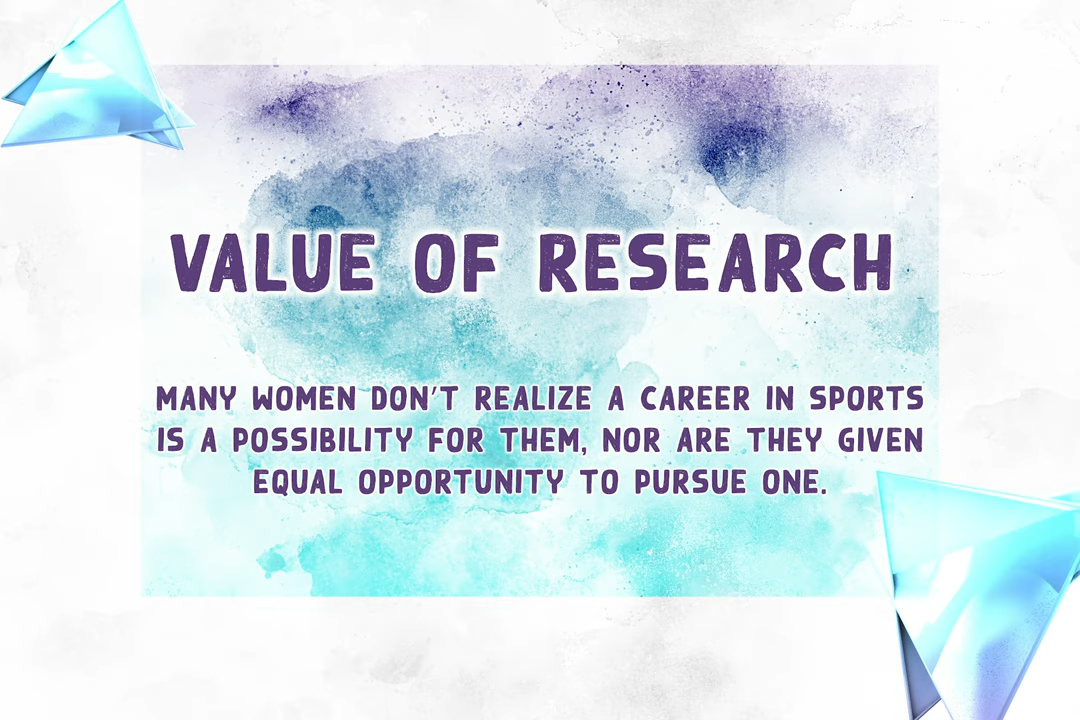 VALUE OF RESEARCH
MANY WOMEN DON'T REALIZE A CAREER IN SPORTS
IS A POSSIBILITY FOR THEM, NOR ARE THEY GIVEN
EQUAL OPPORTUNITY TO PURSUE ONE.